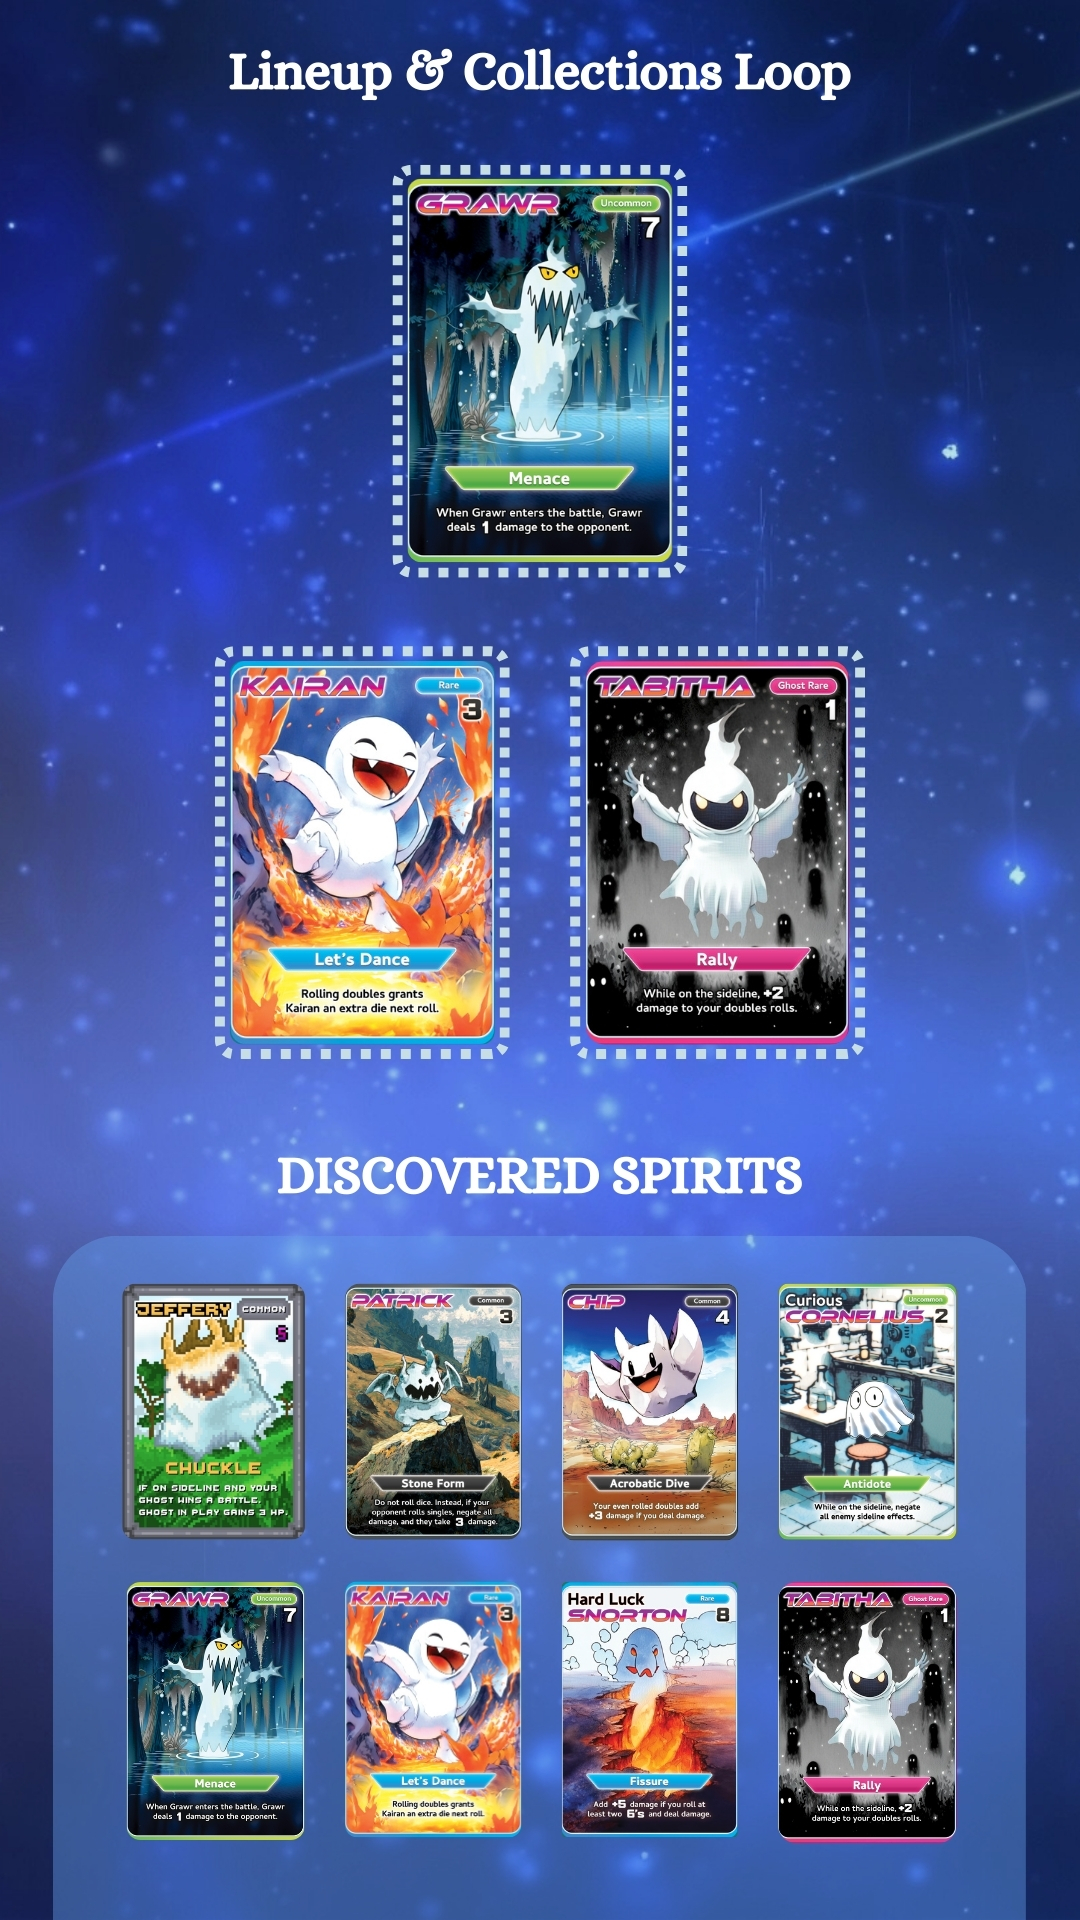 Lineup & Collections Loop
GRAWR
Uncommon
7
Menace
When Grawr enters the battle, Grawr
deals 1 damage to the opponent.
KAIRAN
Rare
3
Let's Dance
Rolling doubles grants
Kairan an extra die next roll.
TABITHA
Ghost Rare
1
Rally
While on the sideline, +2
damage to your doubles rolls.
DISCOVERED SPIRITS
JEFFERY
COMMON
5
CHUCKLE
IF ON SIDELINE AND YOUR
GHOST WINS A BATTLE,
GHOST IN PLAY GAINS 3 HP.
PATRICK
Common
3
Stone Form
Do not roll dice. Instead, if your
opponent rolls singles, negate all
damage, and they take 3 damage.
CHIP
Common
4
Acrobatic Dive
Your even rolled doubles add
+3 damage if you deal damage.
Curious
Uncommon
CORNELIUS 2
Antidote
While on the sideline, negate
all enemy sideline effects.
GRAWR
Uncommon
7
Menace
When Grawr enters the battle, Grawr
deals 1 damage to the opponent.
KAIRAN
Rare
3
Let's Dance
Rolling doubles grants
Kairan an extra die next roll.
Hard Luck
Rare
SNORTON 8
Fissure
Add +5 damage if you roll at
least two 6's and deal damage.
TABITHA
Ghost Rare
1
Rally
While on the sideline, +2
damage to your doubles rolls.